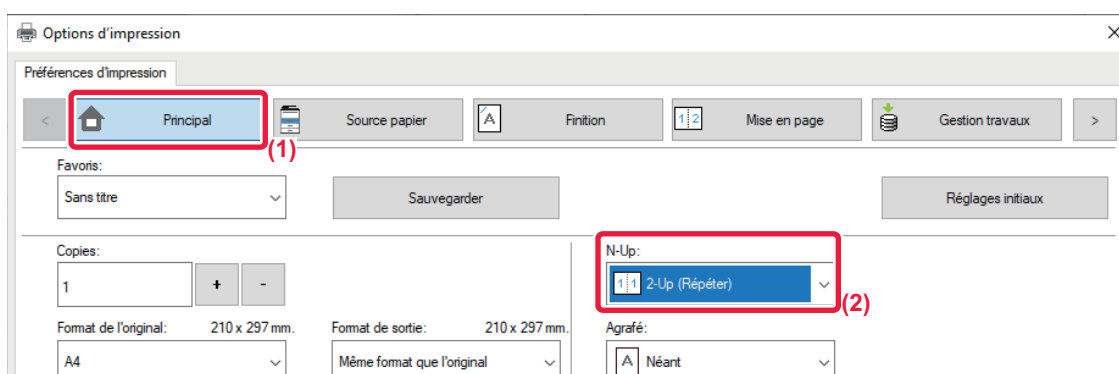 Options d'impression
Préférences d'impression
< Principal Source papier A Finition 1 2 Mise en page Gestion travaux >
(1)
Favoris:
Sans titre Sauvegarder Réglages initiaux
Copies: N-Up:
1 + - 1 1 2-Up (Répéter)
(2)
Format de l'original: 210 x 297 mm. Format de sortie: 210 x 297 mm. Agrafé:
A4 Même format que l'original A Néant